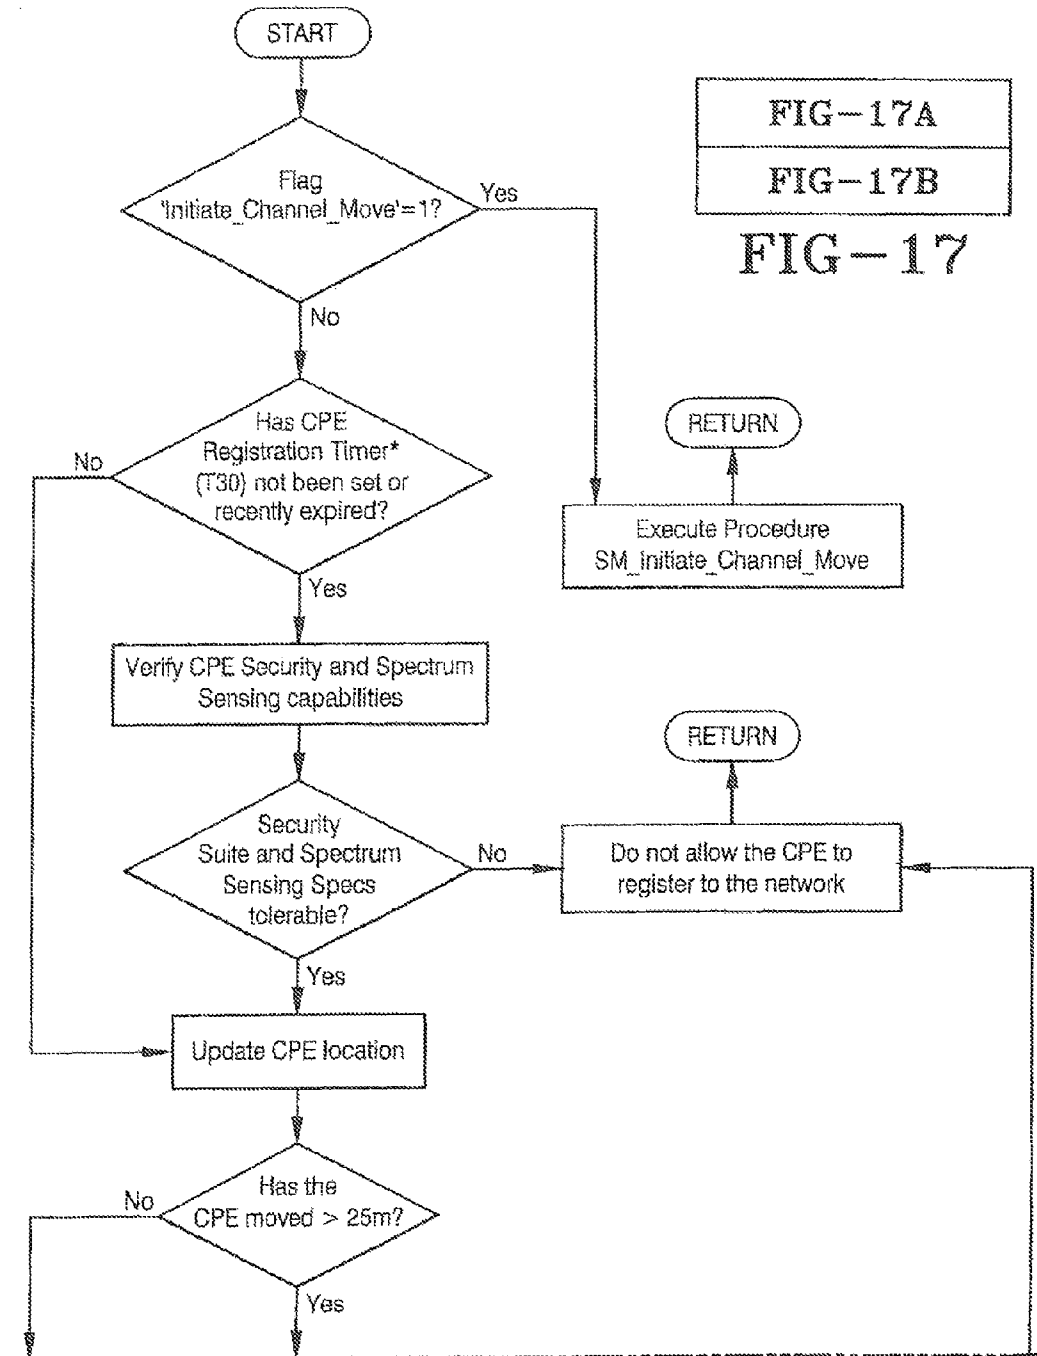 START
FIG-17A
FIG-17B
FIG-17
Flag
'Initiate_Channel_Move'=1?
Yes
No
Has CPE
Registration Timer*
(T30) not been set or
recently expired?
No
Yes
RETURN
Execute Procedure
SM_Initiate_Channel_Move
Verify CPE Security and Spectrum
Sensing capabilities
RETURN
Security
Suite and Spectrum
Sensing Specs
tolerable?
No
Do not allow the CPE to
register to the network
Yes
Update CPE location
Has the
CPE moved > 25m?
No
Yes